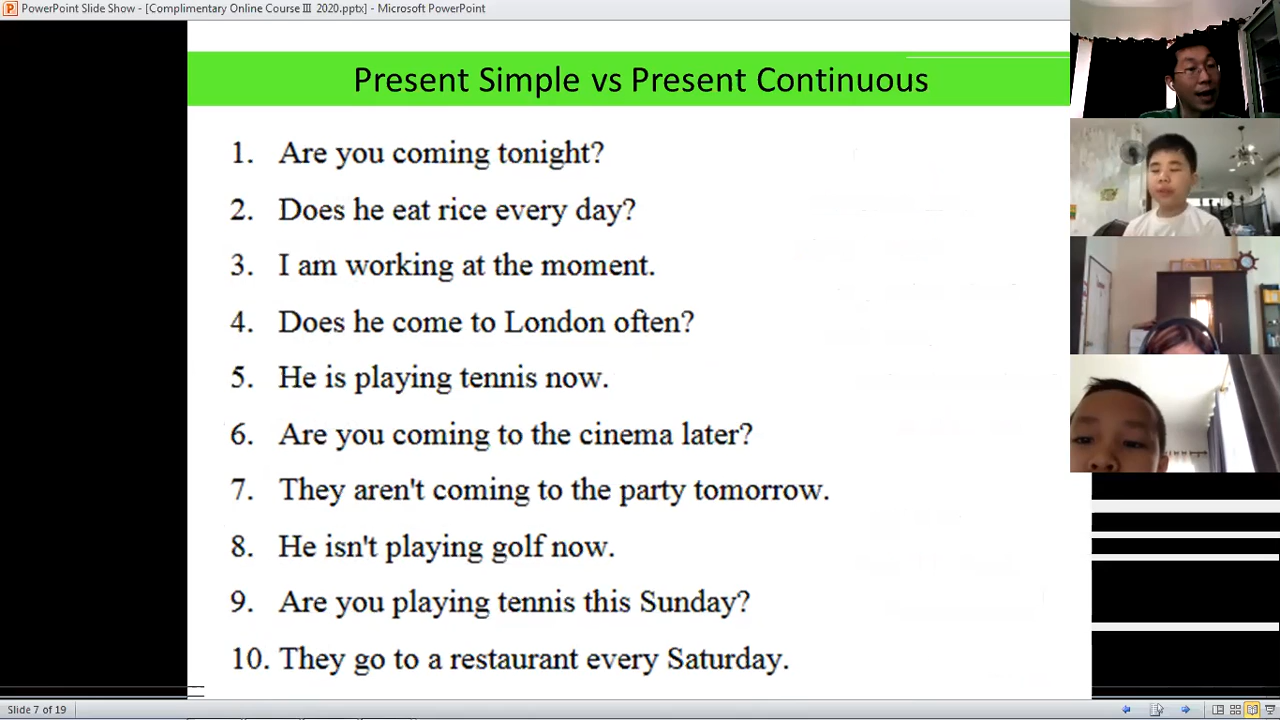 PowerPoint Slide Show - [Complimentary Online Course III 2020.pptx] - Microsoft PowerPoint
Present Simple vs Present Continuous
1. Are you coming tonight?
2. Does he eat rice every day?
3. I am working at the moment.
4. Does he come to London often?
5. He is playing tennis now.
6. Are you coming to the cinema later?
7. They aren't coming to the party tomorrow.
8. He isn't playing golf now.
9. Are you playing tennis this Sunday?
10. They go to a restaurant every Saturday.
Slide 7 of 19